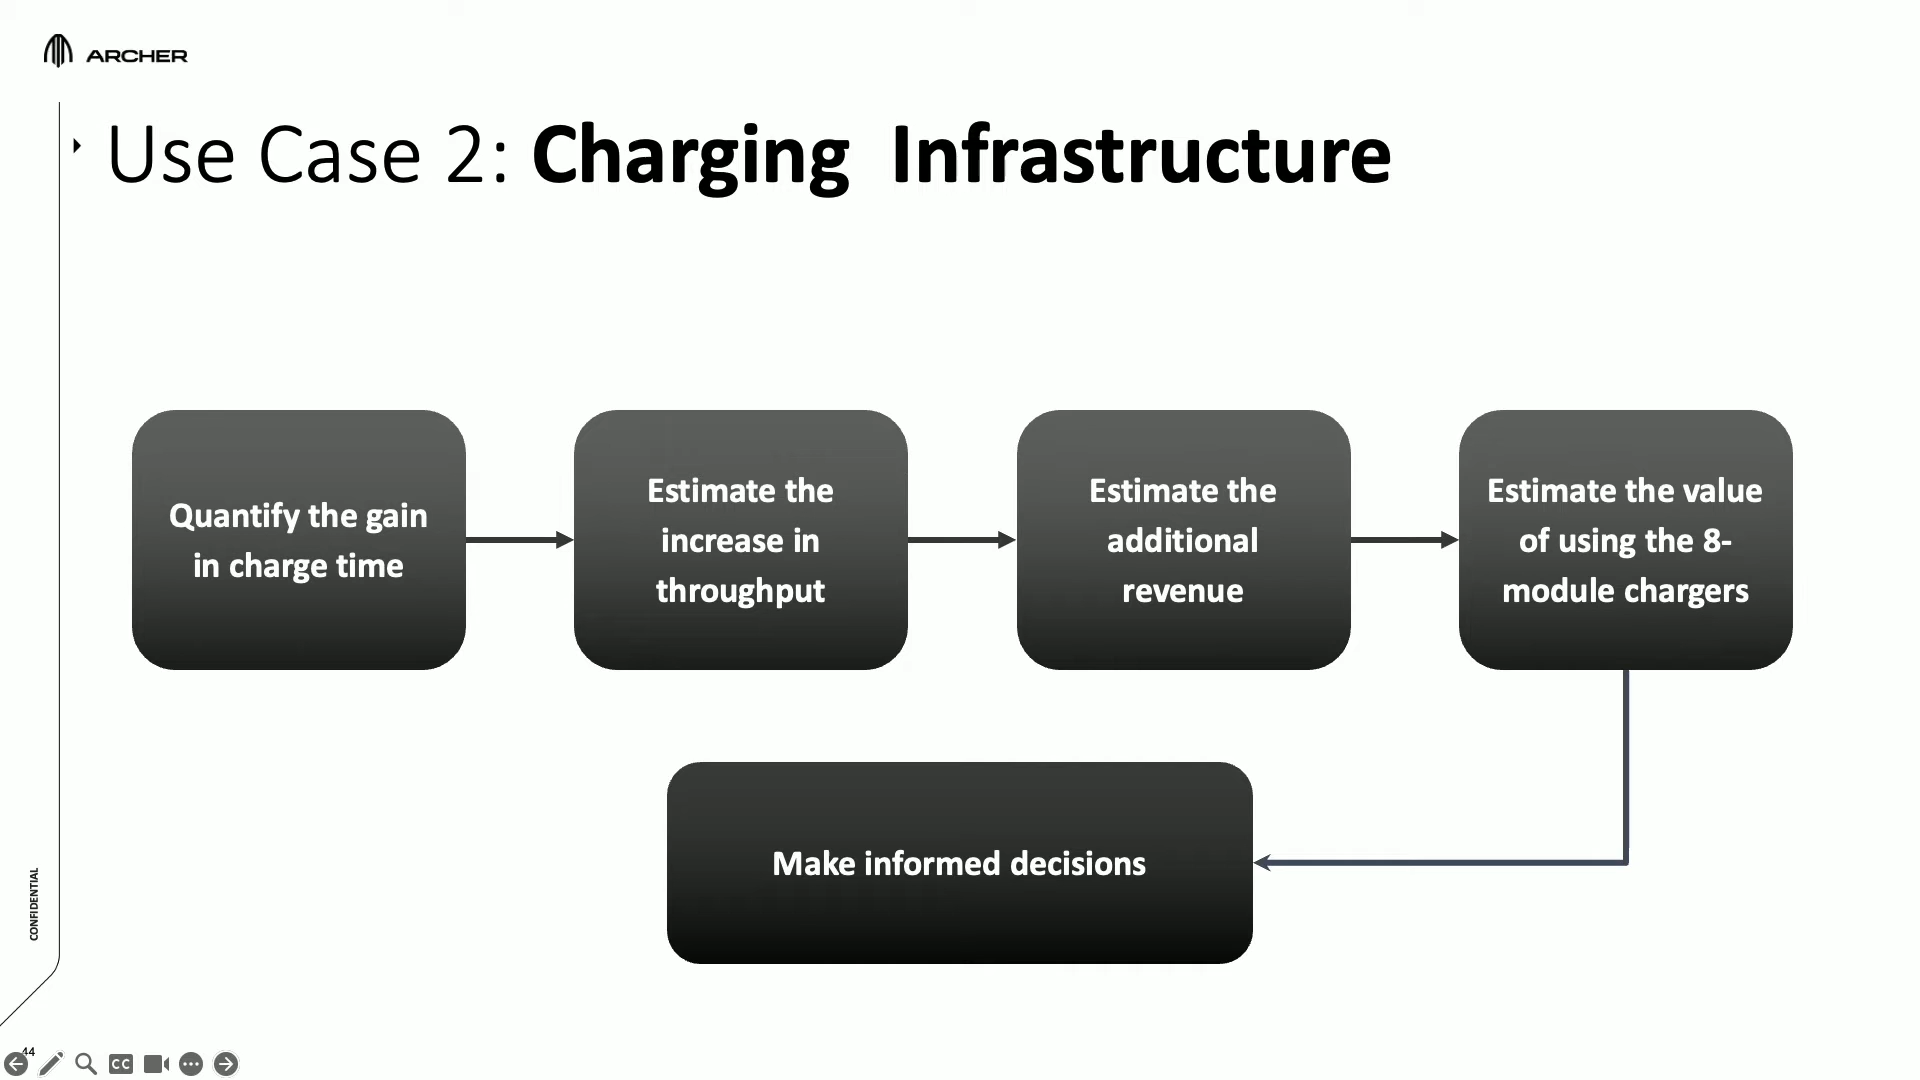 ARCHER
Use Case 2: Charging  Infrastructure
Quantify the gain
in charge time
Estimate the
increase in
throughput
Estimate the
additional
revenue
Estimate the value
of using the 8-
module chargers
Make informed decisions
CONFIDENTIAL
44
CC